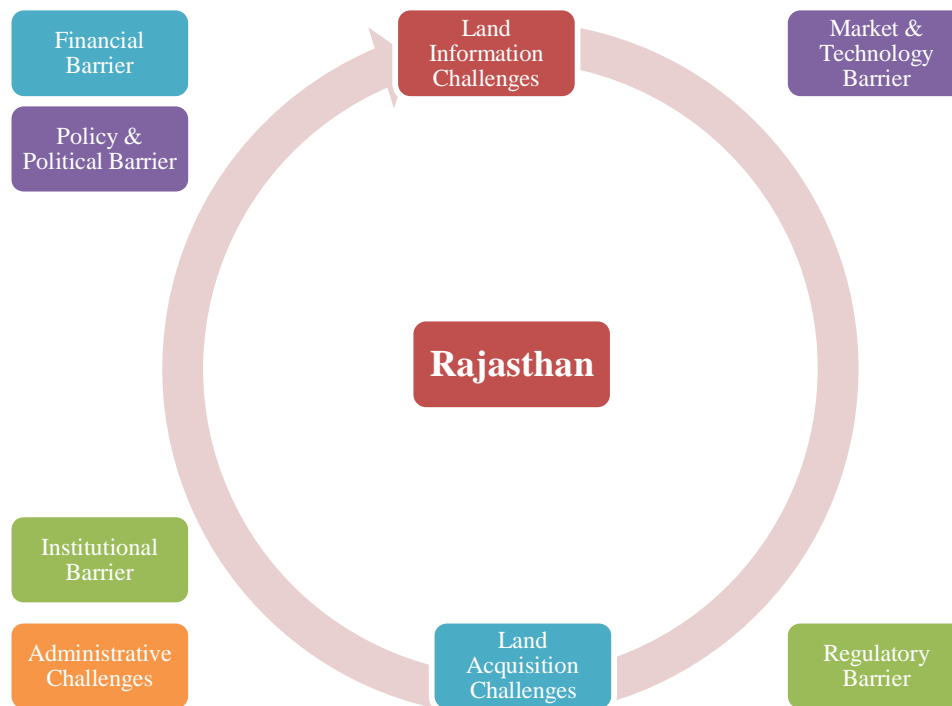 Financial
Barrier
Land
Information
Challenges
Market &
Technology
Barrier
Policy &
Political Barrier
Rajasthan
Institutional
Barrier
Administrative
Challenges
Land
Acquisition
Challenges
Regulatory
Barrier